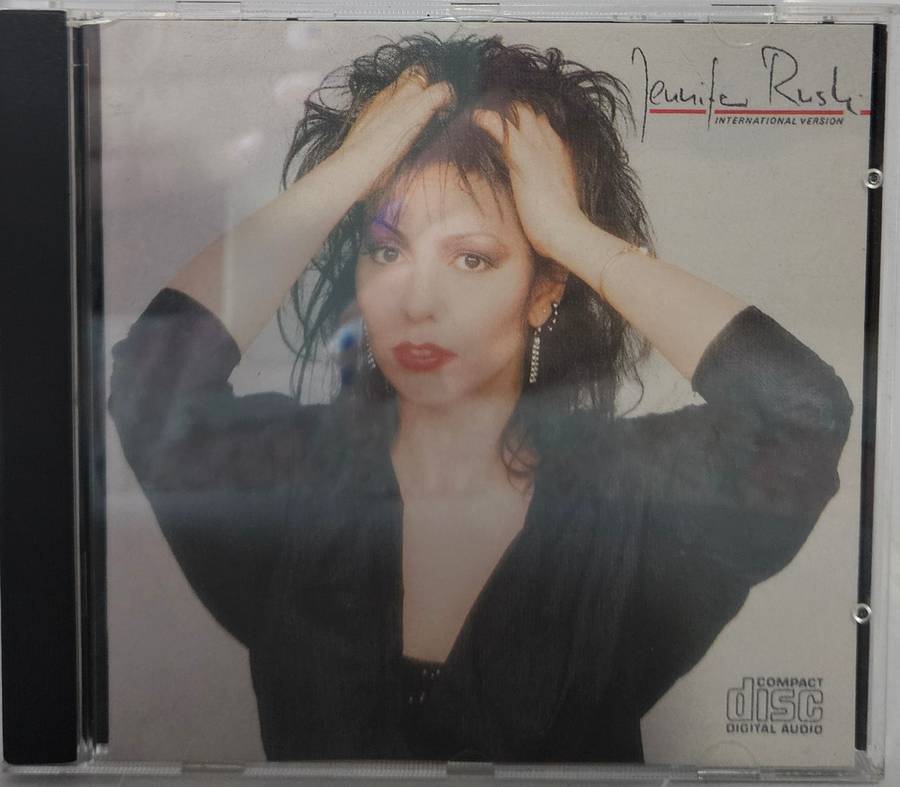 Jennifer Rush
INTERNATIONAL VERSION
COMPACT
disc
DIGITAL AUDIO